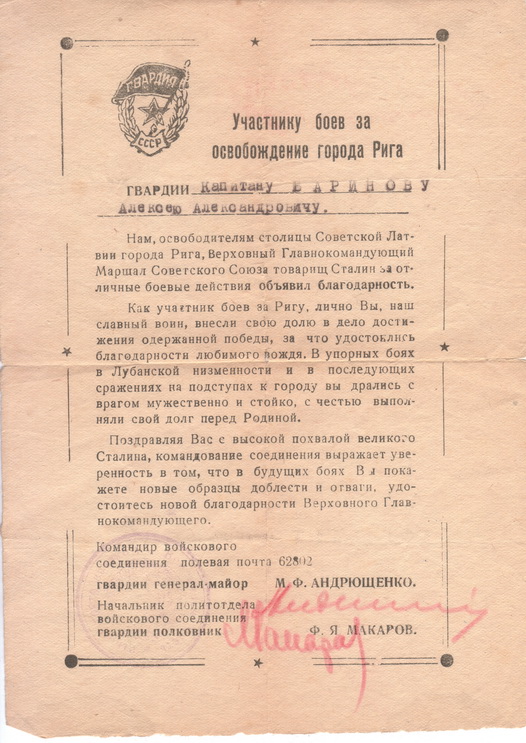 ГВАРДИЯ
СССР
Участнику боев за
освобождение города Рига
ГВАРДИИ Капитану БАРИНОВУ
Алексею Александровичу.
Нам, освободителям столицы Советской Лат-
вии города Рига, Верховный Главнокомандующий
Маршал Советского Союза товарищ Сталин за от-
личные боевые действия объявил благодарность.
Как участник боев за Ригу, лично Вы, наш
славный воин, внесли свою долю в дело дости-
жения одержанной победы, за что удостоились
благодарности любимого вождя. В упорных боях
в Лубанской низменности и в последующих
сражениях на подступах к городу вы дрались с
врагом мужественно и стойко, с честью выпол-
няли свой долг перед Родиной.
Поздравляя Вас с высокой похвалой великого
Сталина, командование соединения выражает уве-
ренность в том, что в будущих боях Вы пока-
жете новые образцы доблести и отваги, удо-
стоитесь новой благодарности Верховного Глав-
нокомандующего.
Командир войскового
соединения полевая почта 62802
гвардии генерал-майор М. Ф. АНДРЮЩЕНКО.
Начальник политотдела
войскового соединения
гвардии полковник Ф. Я МАКАРОВ.